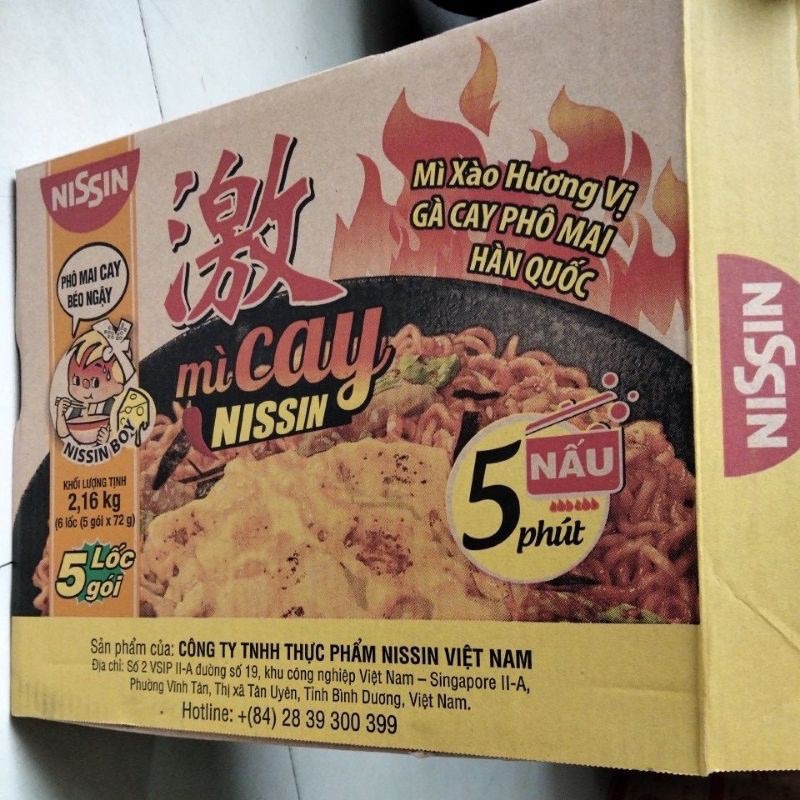 NISSIN
激
Mì Xào Hương Vị
GÀ CAY PHÔ MAI
HÀN QUỐC
PHÔ MAI CAY
BÉO NGẬY
mì cay
NISSIN
NISSIN BOY
KHỐI LƯỢNG TỊNH
2,16 kg
(6 lốc (5 gói x 72 g)
Lốc
5 gói
NẤU
5
phút
NISSIN
Sản phẩm của: CÔNG TY TNHH THỰC PHẨM NISSIN VIỆT NAM
Địa chỉ: Số 2 VSIP II-A đường số 19, khu công nghiệp Việt Nam – Singapore II-A,
Phường Vĩnh Tân, Thị xã Tân Uyên, Tỉnh Bình Dương, Việt Nam.
Hotline: +(84) 28 39 300 399